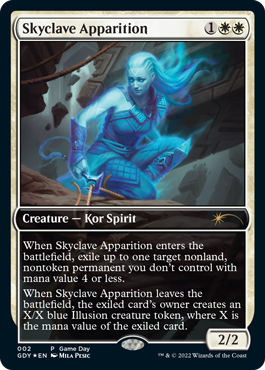 Skyclave Apparition 1
Creature — Kor Spirit
When Skyclave Apparition enters the
battlefield, exile up to one target nonland,
nontoken permanent you don't control with
mana value 4 or less.
When Skyclave Apparition leaves the
battlefield, the exiled card's owner creates an
X/X blue Illusion creature token, where X is
the mana value of the exiled card.
2/2
002 P Game Day
GDY EN MILA PESIC
™ & © 2022 Wizards of the Coast